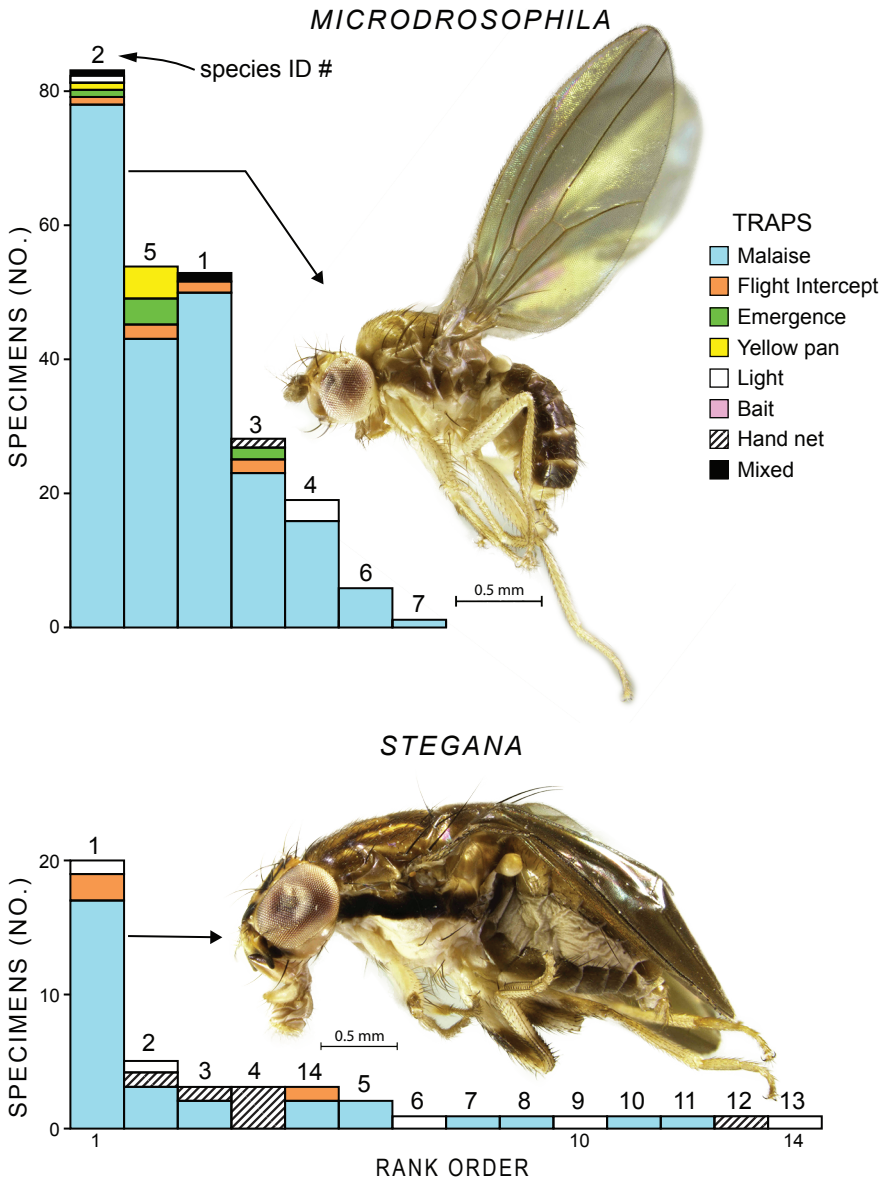 MICRODROSOPHILA
2
species ID #
80
5
1
60
40
3
4
20
6
7
0
SPECIMENS (NO.)
0.5 mm
TRAPS
Malaise
Flight Intercept
Emergence
Yellow pan
Light
Bait
Hand net
Mixed
STEGANA
20
1
10
0
SPECIMENS (NO.)
0.5 mm
2
3 4 14 5 6 7 8 9 10 11 12 13
1 10 14
RANK ORDER